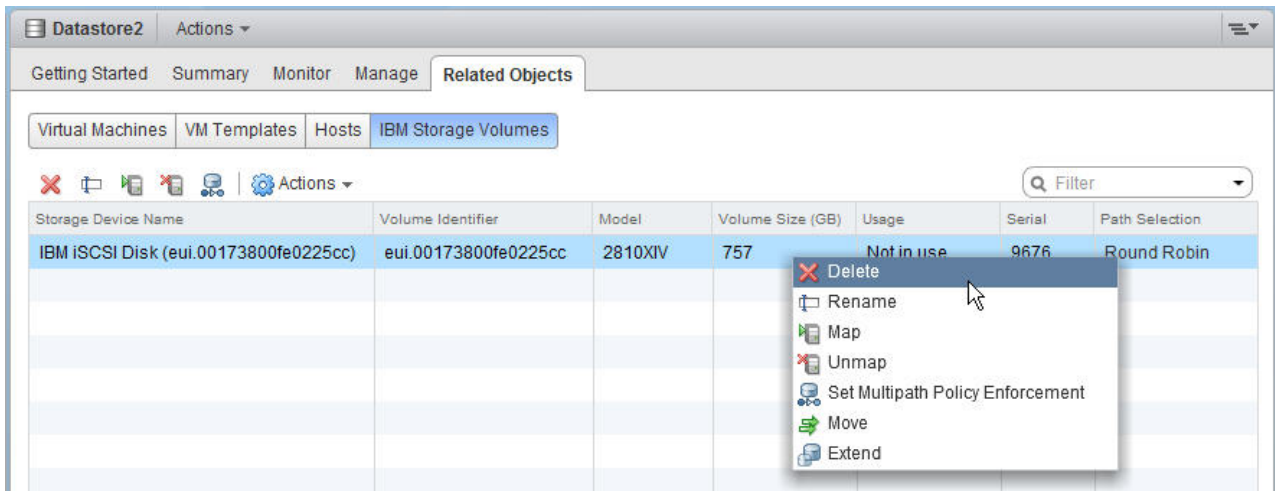 Datastore2 Actions
Getting Started Summary Monitor Manage Related Objects
Virtual Machines VM Templates Hosts IBM Storage Volumes
Actions Filter
Storage Device Name Volume Identifier Model Volume Size (GB) Usage Serial Path Selection
IBM iSCSI Disk (eui.00173800fe0225cc) eui.00173800fe0225cc 2810XIV 757 Not in use 9676 Round Robin
Delete
Rename
Map
Unmap
Set Multipath Policy Enforcement
Move
Extend